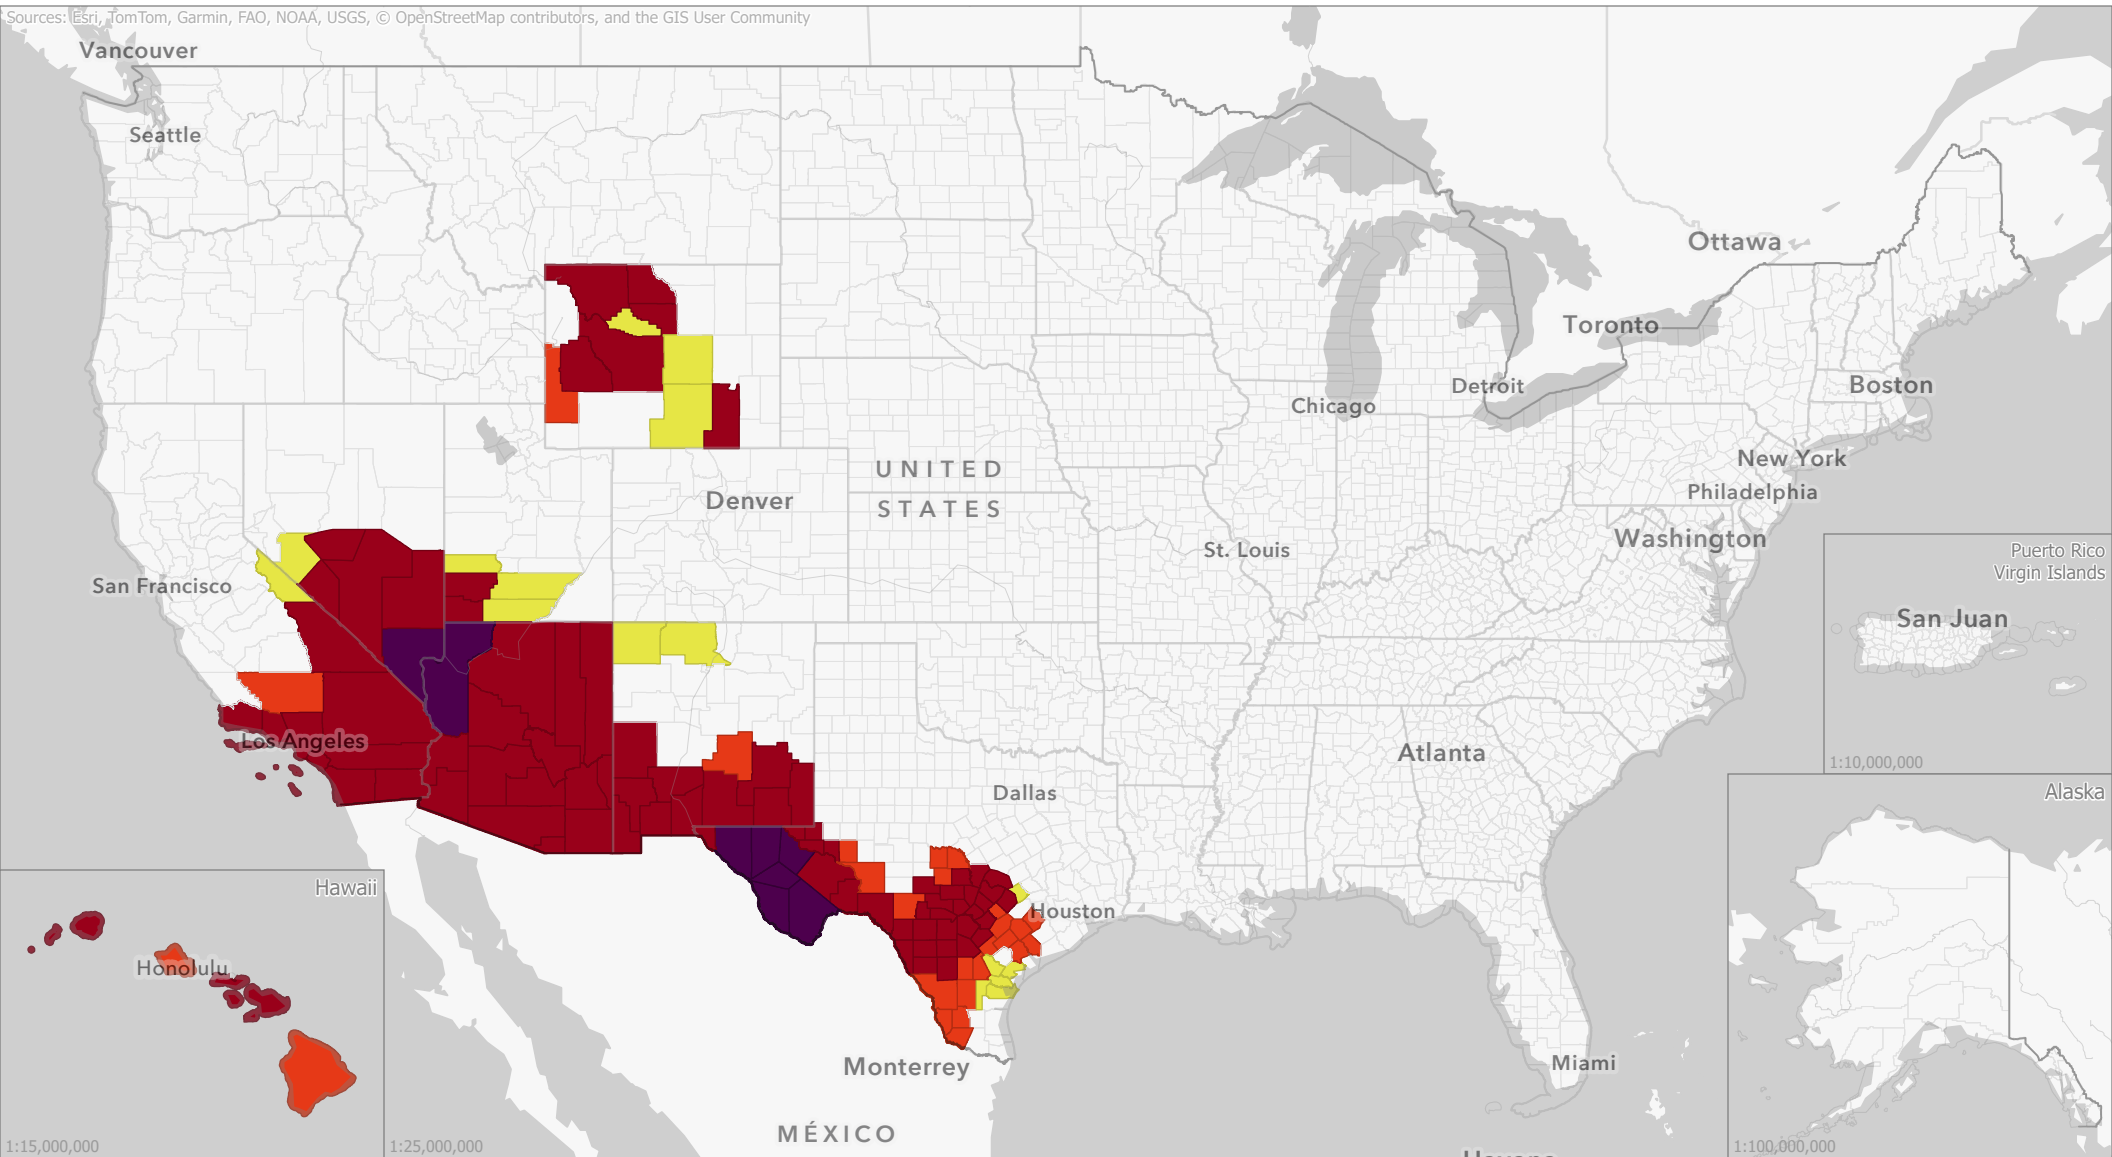 Sources: Esri, TomTom, Garmin, FAO, NOAA, USGS, © OpenStreetMap contributors, and the GIS User Community
Vancouver
Seattle
Ottawa
Toronto
Detroit
Boston
Chicago
New York
UNITED
STATES
Denver
Philadelphia
Washington
St. Louis
San Francisco
Puerto Rico
Virgin Islands
San Juan
Los Angeles
Atlanta
1:10,000,000
Dallas
Alaska
Hawaii
Houston
Honolulu
Monterrey
Miami
MÉXICO
1:15,000,000
1:25,000,000
1:100,000,000